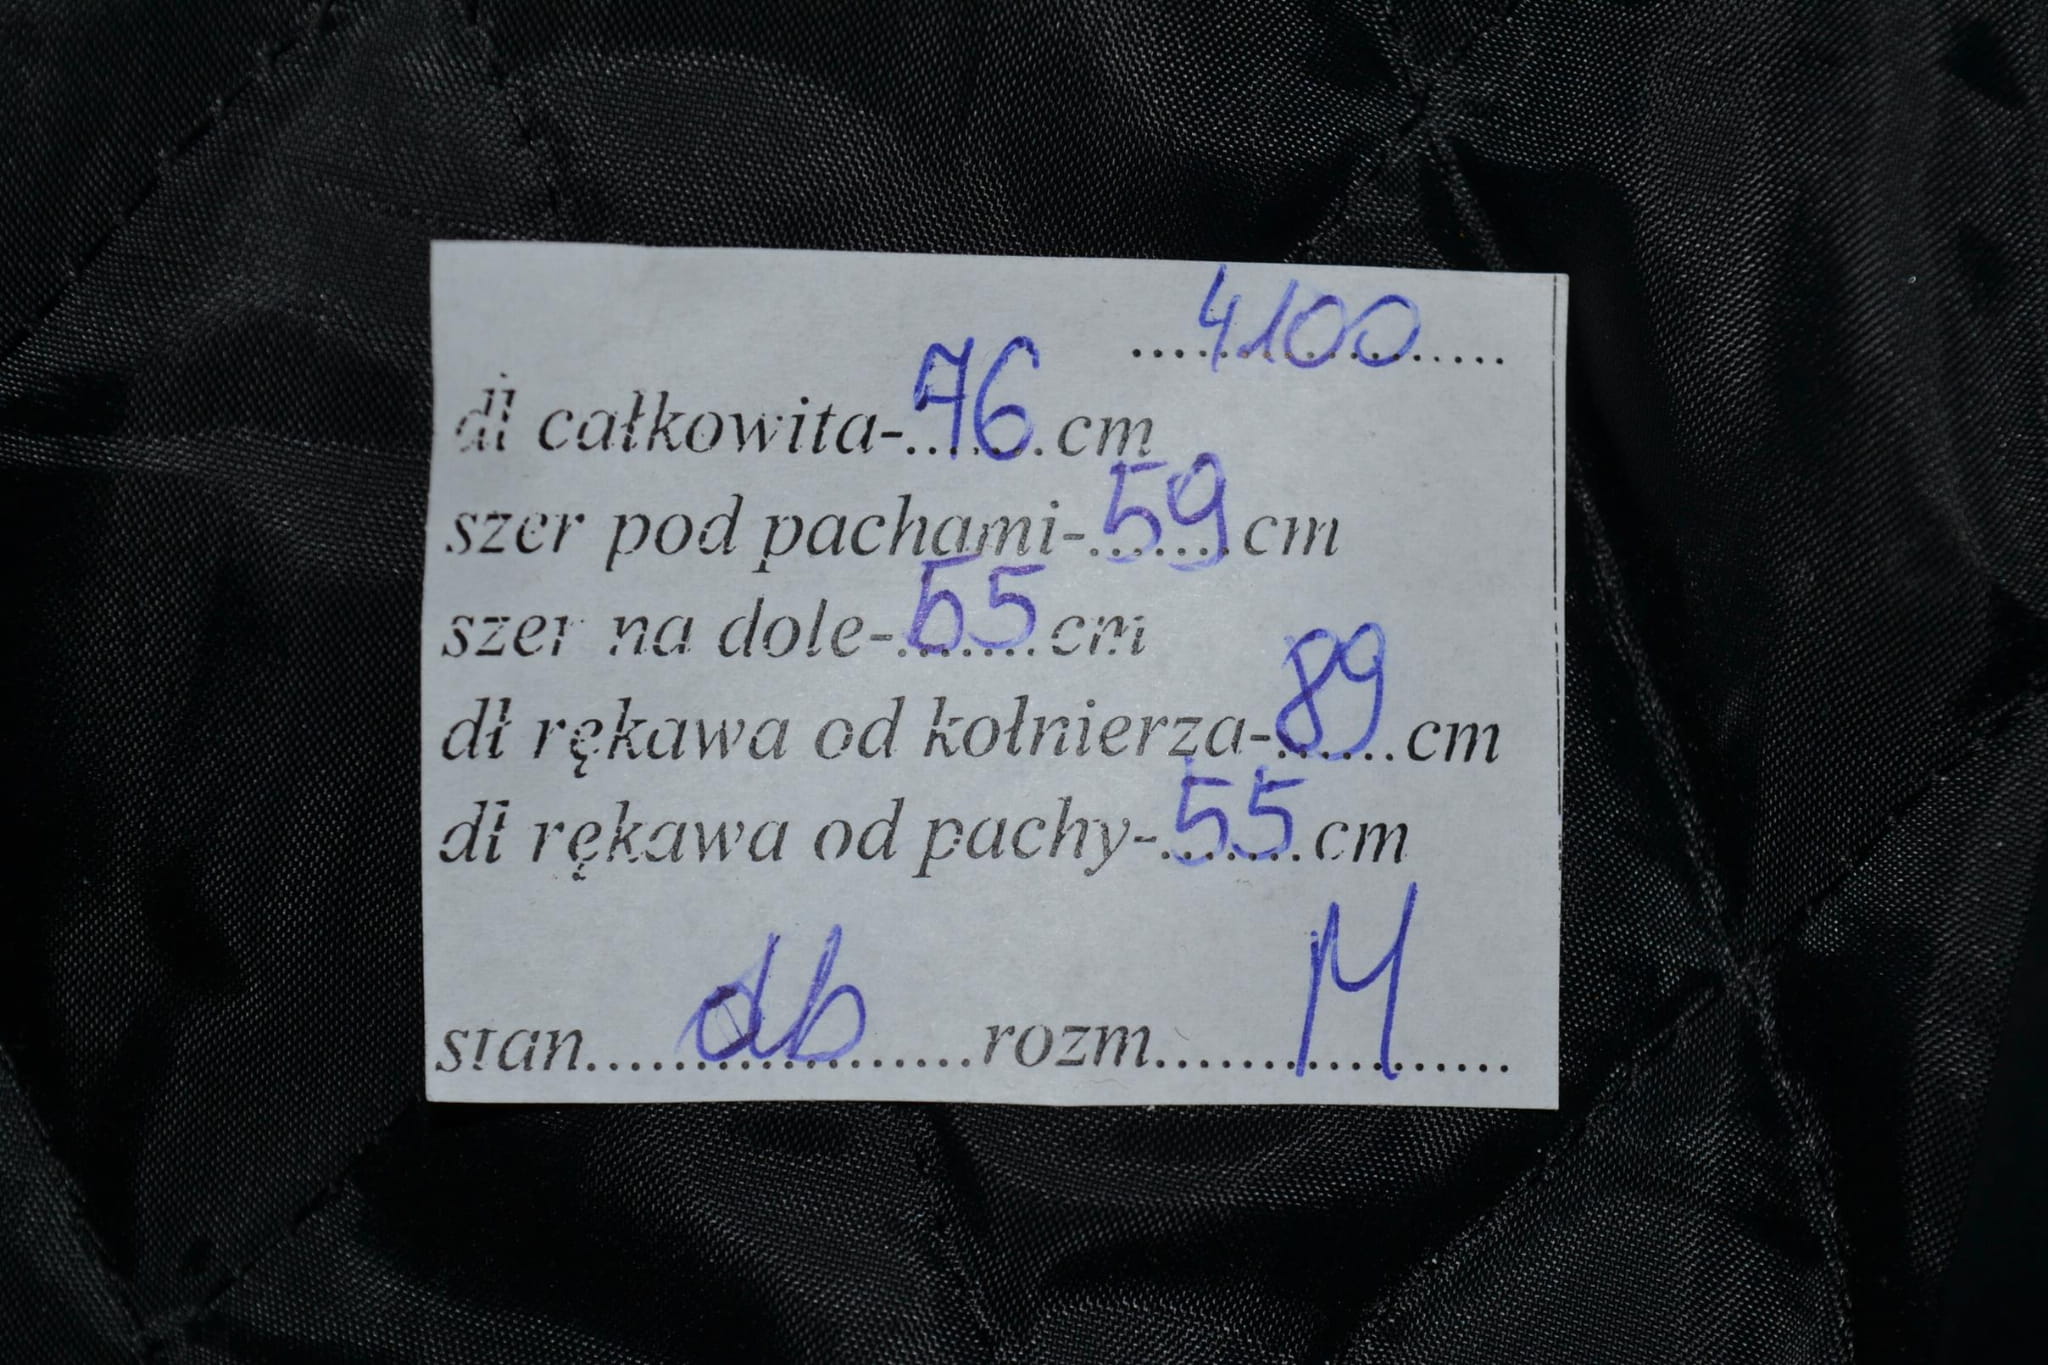 ....4100....
dł całkowita-..76..cm
szer pod pachami-..59..cm
szer na dole-..55..cm
dł rękawa od kołnierza-..89..cm
dł rękawa od pachy-..55..cm
stan....db....rozm....M....